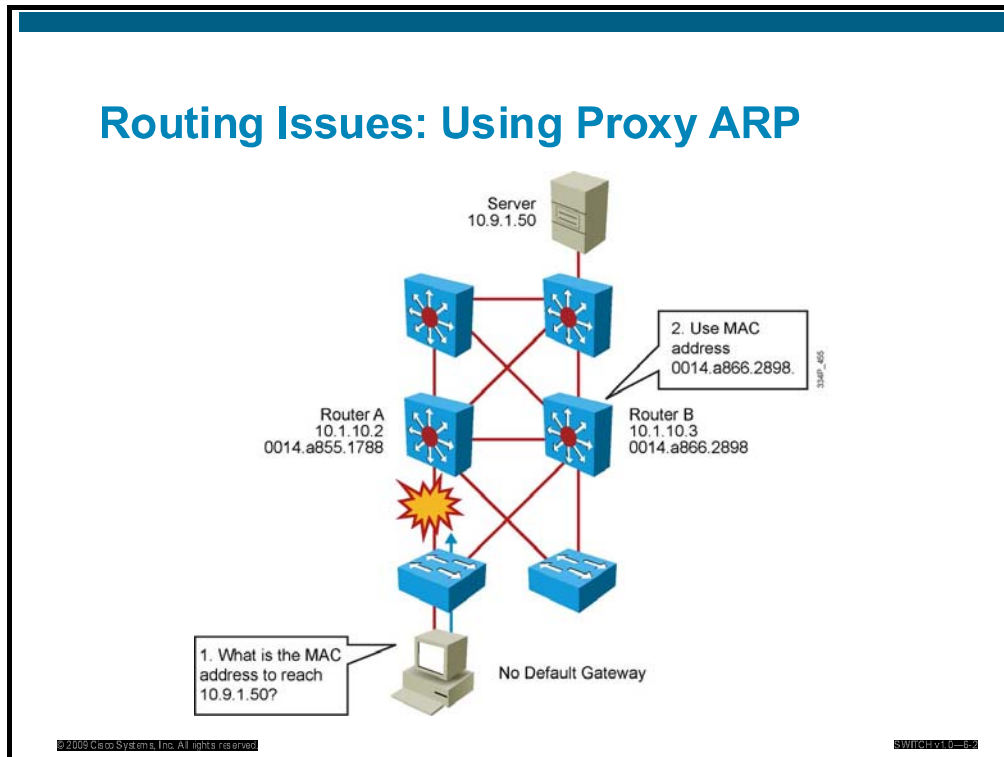 Routing Issues: Using Proxy ARP
Server
10.9.1.50
2. Use MAC
address
0014.a866.2898.
334P_455
Router A
10.1.10.2
0014.a855.1788
Router B
10.1.10.3
0014.a866.2898
1. What is the MAC
address to reach
10.9.1.50?
No Default Gateway
© 2009 Cisco Systems, Inc. All rights reserved.
SWITCH v1.0—6-2